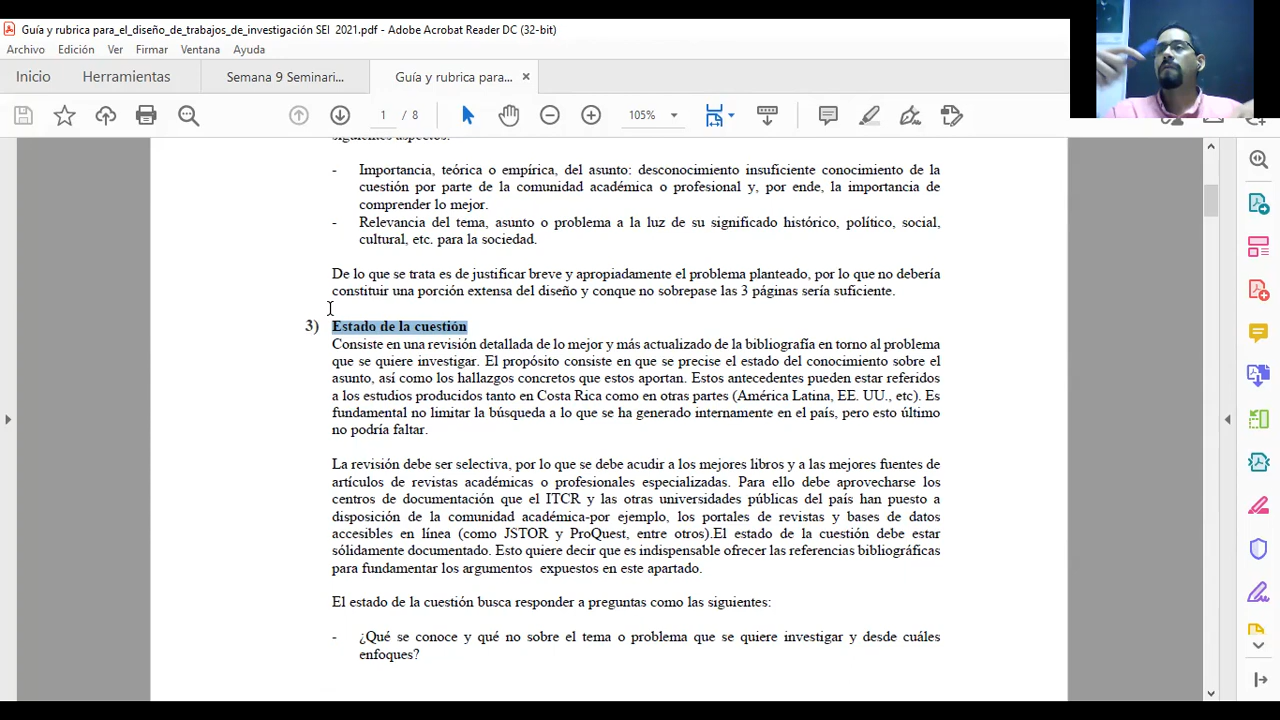 Guía y rubrica para_el_diseño_de_trabajos_de_investigación SEI 2021.pdf - Adobe Acrobat Reader DC (32-bit)
Archivo Edición Ver Firmar Ventana Ayuda
Inicio Herramientas Semana 9 Seminari... Guía y rubrica para... ×
1 / 8 105%
siguientes aspectos:
- Importancia, teórica o empírica, del asunto: desconocimiento insuficiente conocimiento de la
cuestión por parte de la comunidad académica o profesional y, por ende, la importancia de
comprender lo mejor.
- Relevancia del tema, asunto o problema a la luz de su significado histórico, político, social,
cultural, etc. para la sociedad.
De lo que se trata es de justificar breve y apropiadamente el problema planteado, por lo que no debería
constituir una porción extensa del diseño y conque no sobrepase las 3 páginas sería suficiente.
3) Estado de la cuestión
Consiste en una revisión detallada de lo mejor y más actualizado de la bibliografía en torno al problema
que se quiere investigar. El propósito consiste en que se precise el estado del conocimiento sobre el
asunto, así como los hallazgos concretos que estos aportan. Estos antecedentes pueden estar referidos
a los estudios producidos tanto en Costa Rica como en otras partes (América Latina, EE. UU., etc). Es
fundamental no limitar la búsqueda a lo que se ha generado internamente en el país, pero esto último
no podría faltar.
La revisión debe ser selectiva, por lo que se debe acudir a los mejores libros y a las mejores fuentes de
artículos de revistas académicas o profesionales especializadas. Para ello debe aprovecharse los
centros de documentación que el ITCR y las otras universidades públicas del país han puesto a
disposición de la comunidad académica-por ejemplo, los portales de revistas y bases de datos
accesibles en línea (como JSTOR y ProQuest, entre otros).El estado de la cuestión debe estar
sólidamente documentado. Esto quiere decir que es indispensable ofrecer las referencias bibliográficas
para fundamentar los argumentos expuestos en este apartado.
El estado de la cuestión busca responder a preguntas como las siguientes:
- ¿Qué se conoce y qué no sobre el tema o problema que se quiere investigar y desde cuáles
enfoques?